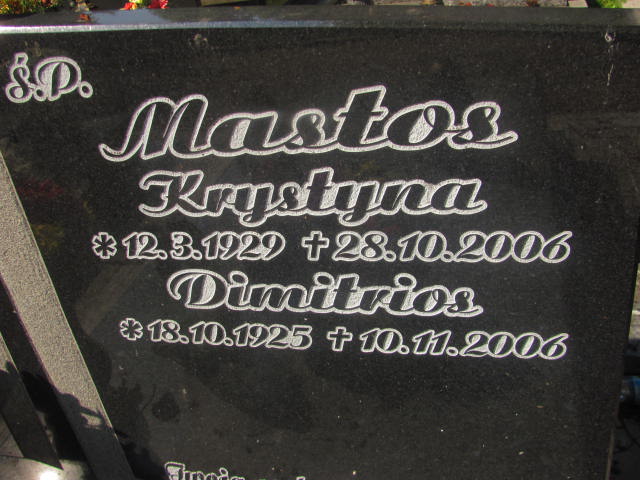 Ś.P.
Mastos
Krystyna
* 12.3.1929 † 28.10.2006
Dimitrios
* 18.10.1925 † 10.11.2006